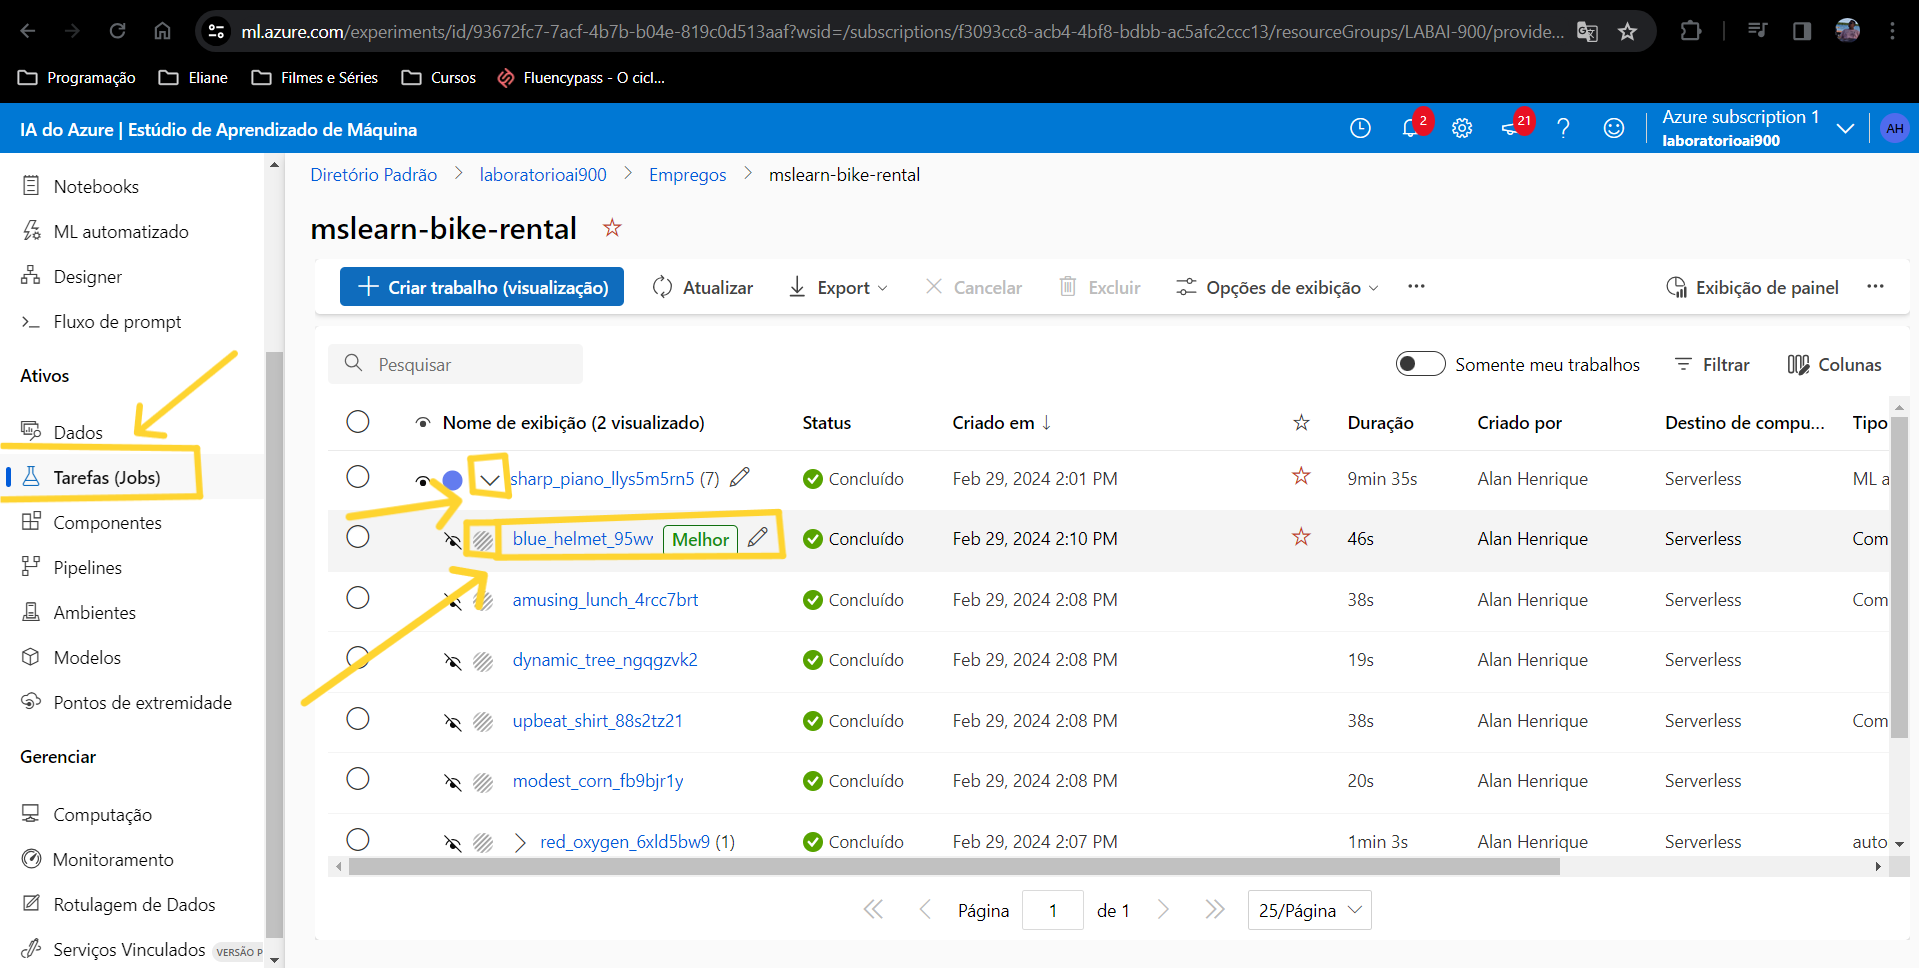 ml.azure.com/experiments/id/93672fc7-7acf-4b7b-b04e-819c0d513aaf?wsid=/subscriptions/f3093cc8-acb4-4bf8-bdbb-ac5afc2ccc13/resourceGroups/LABAI-900/provide...
Programação Eliane Filmes e Séries Cursos Fluencypass - O cicl...
IA do Azure | Estúdio de Aprendizado de Máquina
2 21 ?
Azure subscription 1
laboratorioai900
AH
Notebooks
ML automatizado
Designer
Fluxo de prompt
Ativos
Dados
Tarefas (Jobs)
Componentes
Pipelines
Ambientes
Modelos
Pontos de extremidade
Gerenciar
Computação
Monitoramento
Rotulagem de Dados
Serviços Vinculados VERSÃO P
Diretório Padrão > laboratorioai900 > Empregos > mslearn-bike-rental
mslearn-bike-rental
Criar trabalho (visualização) Atualizar Export Cancelar Excluir Opções de exibição ... Exibição de painel ...
Pesquisar Somente meu trabalhos Filtrar Colunas
Nome de exibição (2 visualizado) Status Criado em ↓ Duração Criado por Destino de compu... Tipo
sharp_piano_llys5m5rn5 (7) Concluído Feb 29, 2024 2:01 PM 9min 35s Alan Henrique Serverless ML a
blue_helmet_95wv Melhor Concluído Feb 29, 2024 2:10 PM 46s Alan Henrique Serverless Com
amusing_lunch_4rcc7brt Concluído Feb 29, 2024 2:08 PM 38s Alan Henrique Serverless Com
dynamic_tree_ngqgzvk2 Concluído Feb 29, 2024 2:08 PM 19s Alan Henrique Serverless
upbeat_shirt_88s2tz21 Concluído Feb 29, 2024 2:08 PM 38s Alan Henrique Serverless Com
modest_corn_fb9bjr1y Concluído Feb 29, 2024 2:08 PM 20s Alan Henrique Serverless
red_oxygen_6xld5bw9 (1) Concluído Feb 29, 2024 2:07 PM 1min 3s Alan Henrique Serverless auto
Página 1 de 1 25/Página